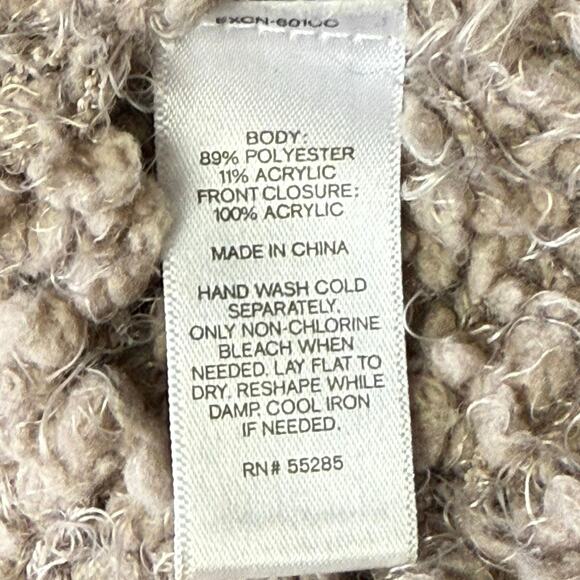 BODY:
89% POLYESTER
11% ACRYLIC
FRONT CLOSURE:
100% ACRYLIC
MADE IN CHINA
HAND WASH COLD
SEPARATELY.
ONLY NON-CHLORINE
BLEACH WHEN
NEEDED. LAY FLAT TO
DRY. RESHAPE WHILE
DAMP. COOL IRON
IF NEEDED.
RN# 55285